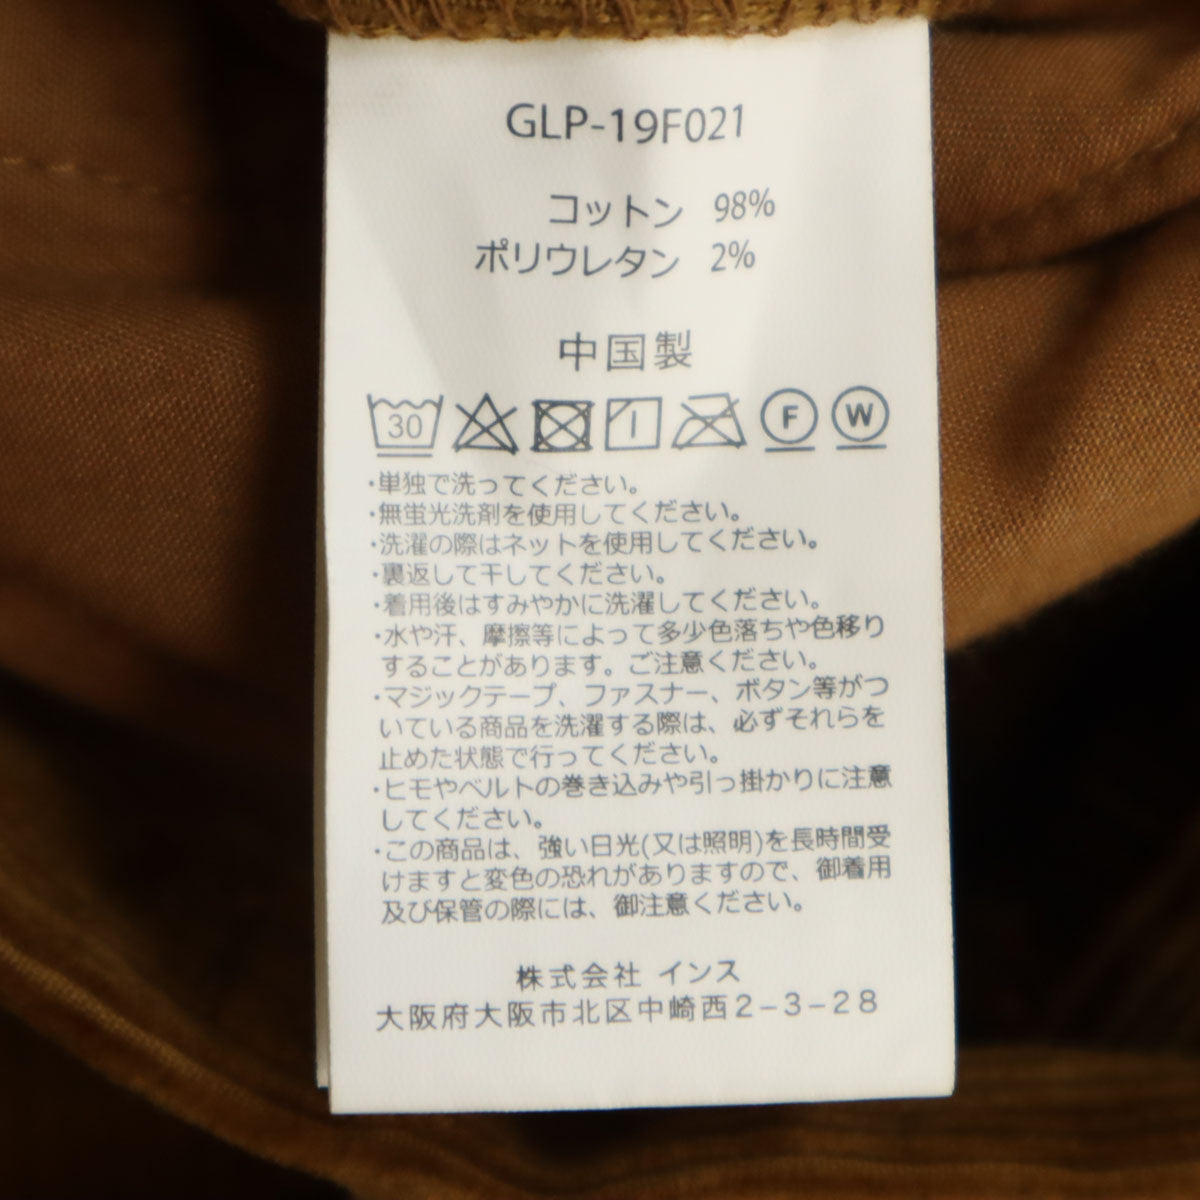 GLP-19F021
コットン 98%
ポリウレタン 2%
中国製
30 F W
・単独で洗ってください。
・無蛍光洗剤を使用してください。
・洗濯の際はネットを使用してください。
・裏返して干してください。
・着用後はすみやかに洗濯してください。
・水や汗、摩擦等によって多少色落ちや色移り
することがあります。ご注意ください。
・マジックテープ、ファスナー、ボタン等がつ
いている商品を洗濯する際は、必ずそれらを
止めた状態で行ってください。
・ヒモやベルトの巻き込みや引っ掛かりに注意
してください。
・この商品は、強い日光(又は照明)を長時間受
けますと変色の恐れがありますので、御着用
及び保管の際には、御注意ください。
株式会社 インス
大阪府大阪市北区中崎西2-3-28